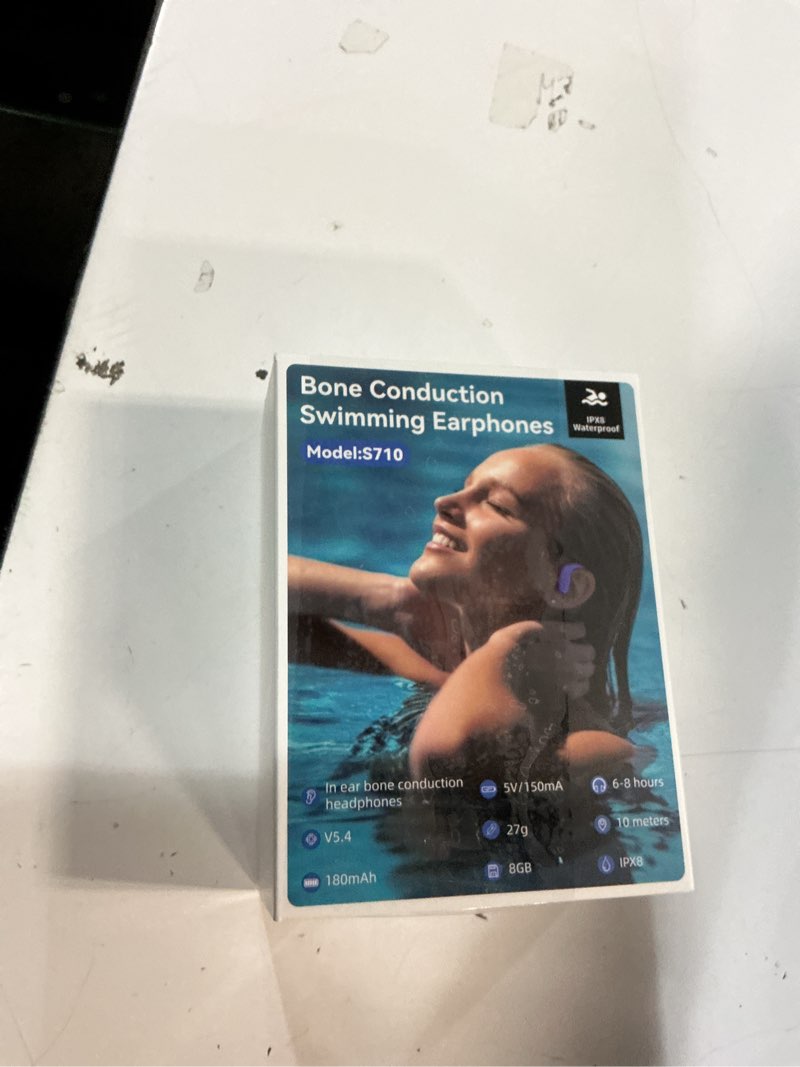 Bone Conduction
Swimming Earphones
IPX8
Waterproof
Model:S710
In ear bone conduction
headphones
5V/150mA
6-8 hours
V5.4
27g
10 meters
180mAh
8GB
IPX8